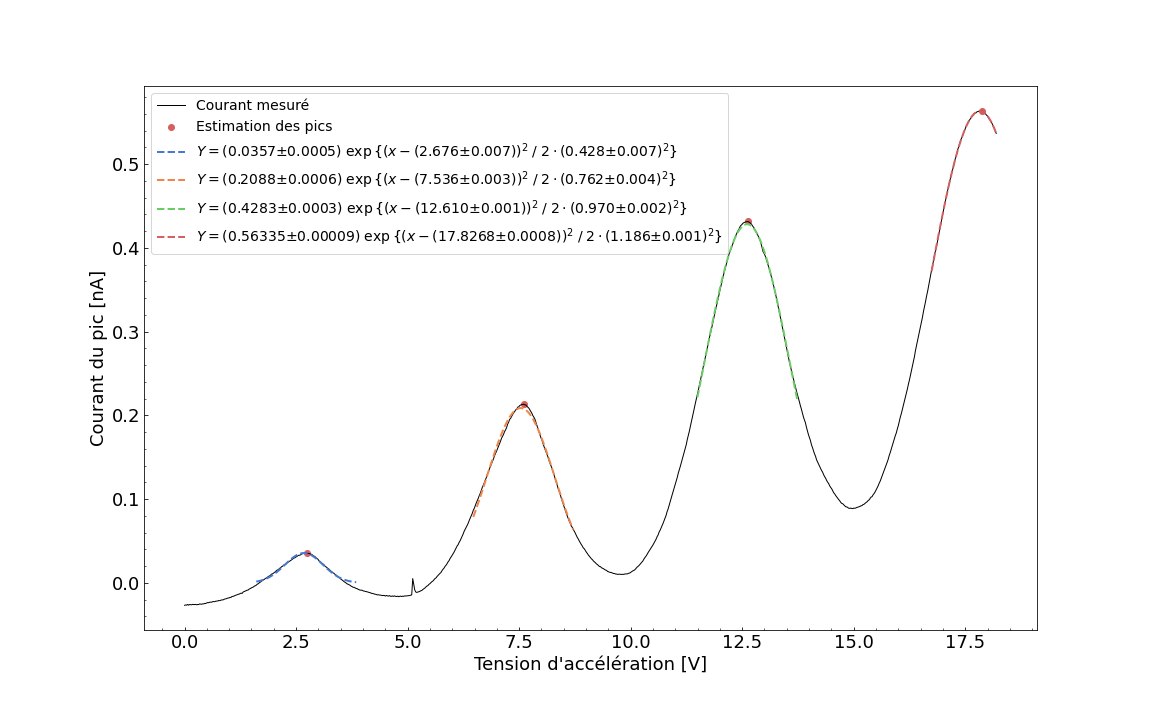 Courant mesuré
Estimation des pics
Y = (0.0357±0.0005) exp {(x − (2.676±0.007))² / 2 · (0.428±0.007)²}
Y = (0.2088±0.0006) exp {(x − (7.536±0.003))² / 2 · (0.762±0.004)²}
Y = (0.4283±0.0003) exp {(x − (12.610±0.001))² / 2 · (0.970±0.002)²}
Y = (0.56335±0.00009) exp {(x − (17.8268±0.0008))² / 2 · (1.186±0.001)²}
Courant du pic [nA]
0.5
0.4
0.3
0.2
0.1
0.0
0.0 2.5 5.0 7.5 10.0 12.5 15.0 17.5
Tension d'accélération [V]